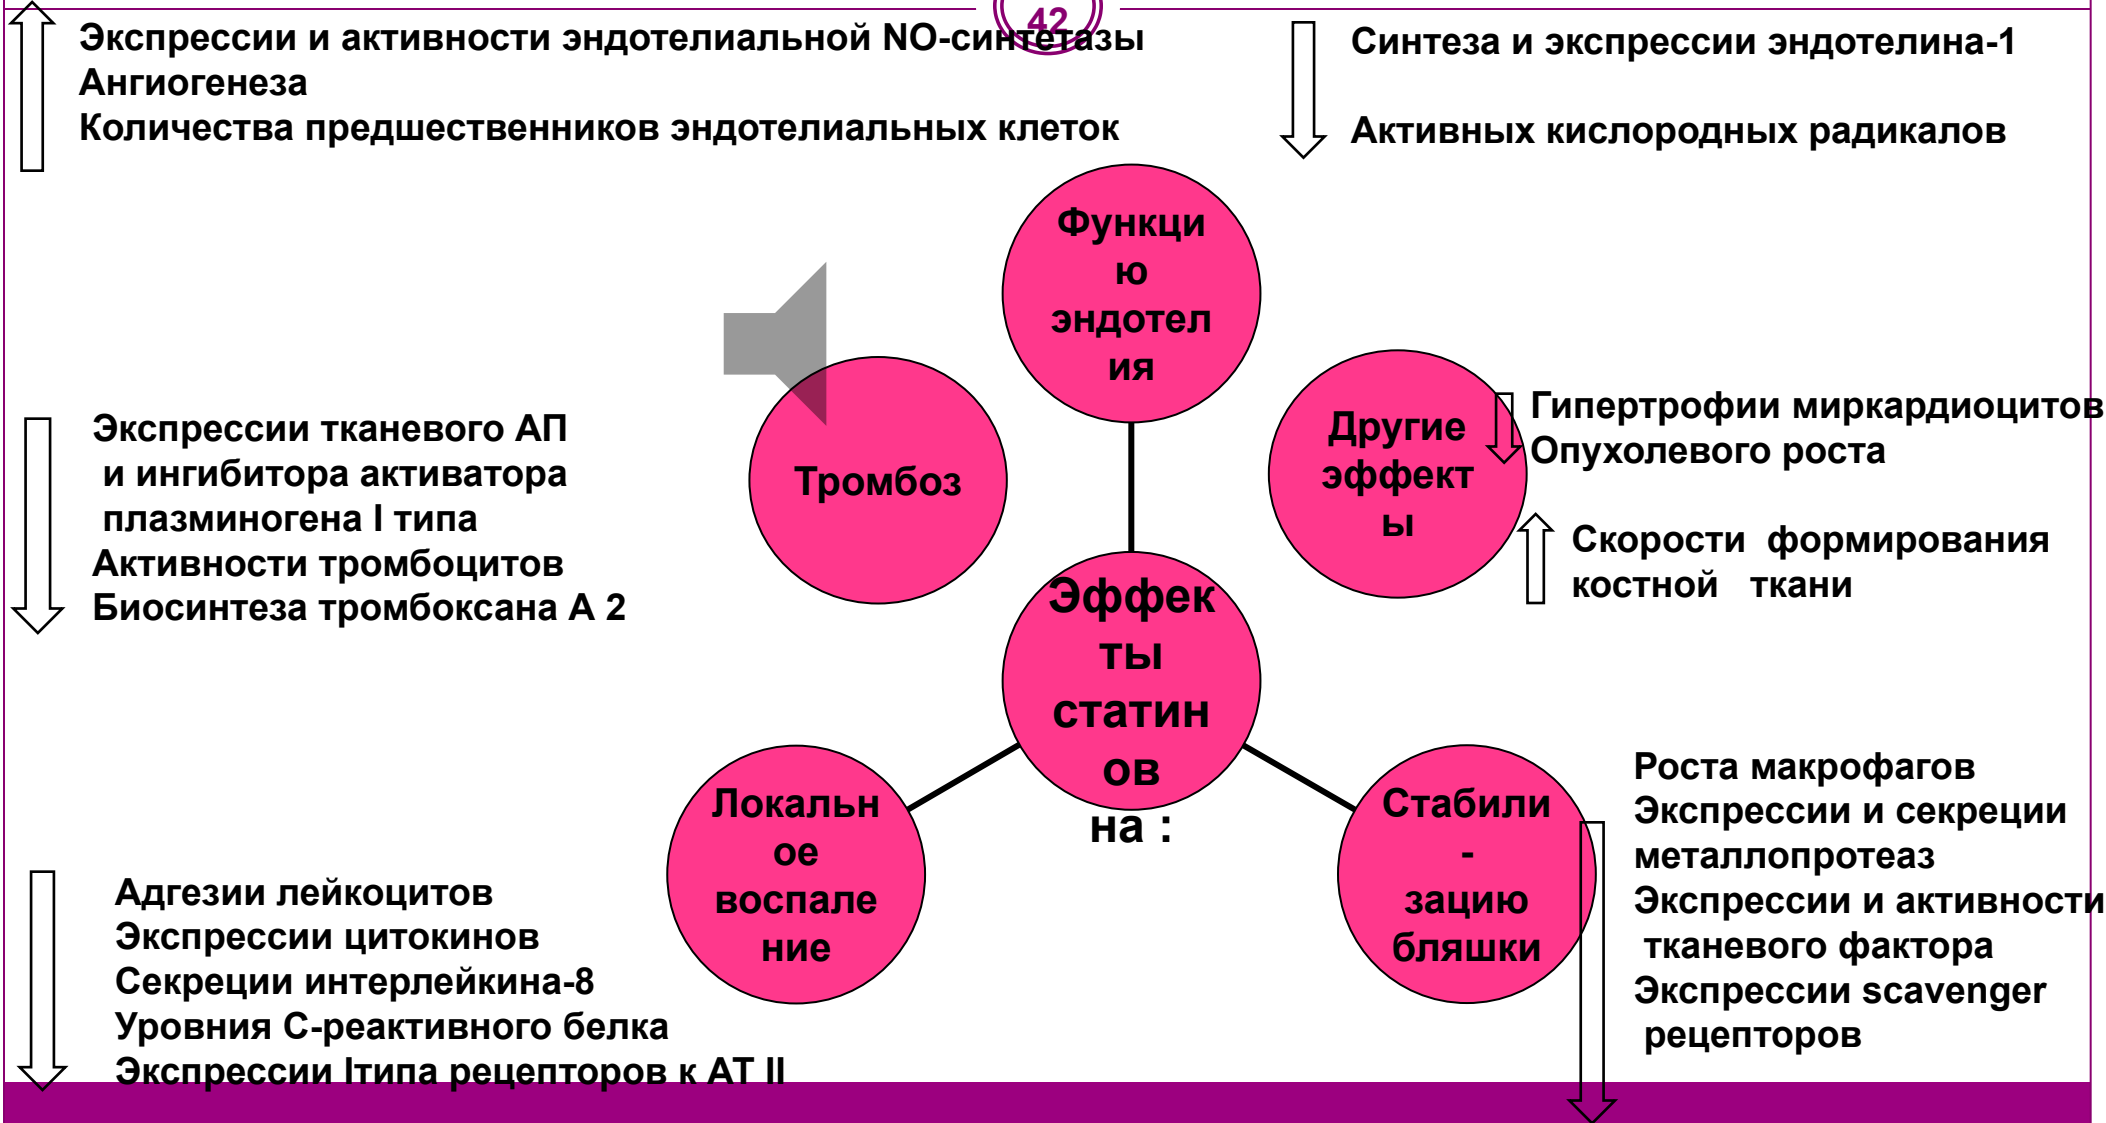 42
Экспрессии и активности эндотелиальной NO-синтетазы
Ангиогенеза
Количества предшественников эндотелиальных клеток
Синтеза и экспрессии эндотелина-1
Активных кислородных радикалов
Функци
ю
эндотел
ия
Экспрессии тканевого АП
и ингибитора активатора
плазминогена I типа
Активности тромбоцитов
Биосинтеза тромбоксана А 2
Тромбоз
Другие
эффект
ы
Гипертрофии миркардиоцитов
Опухолевого роста
Скорости формирования
костной ткани
Эффек
ты
статин
ов
на :
Локальн
ое
воспале
ние
Стабили
-
зацию
бляшки
Роста макрофагов
Экспрессии и секреции
металлопротеаз
Экспрессии и активности
тканевого фактора
Экспрессии scavenger
рецепторов
Адгезии лейкоцитов
Экспрессии цитокинов
Секреции интерлейкина-8
Уровния С-реактивного белка
Экспрессии Iтипа рецепторов к АТ II